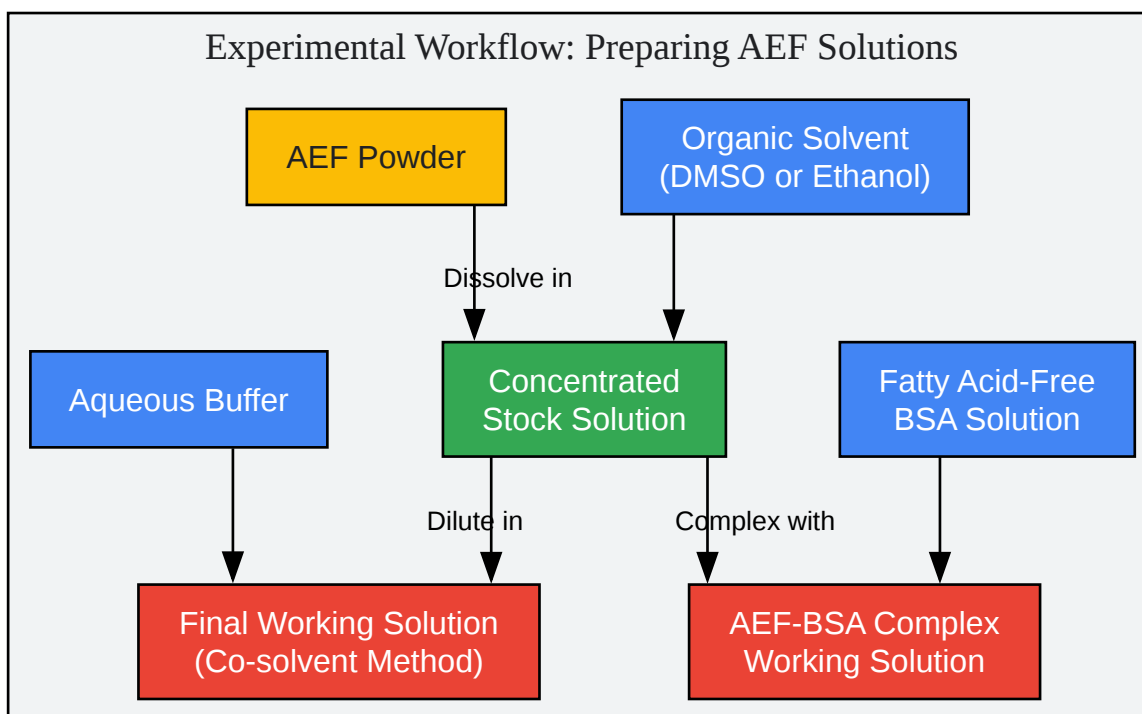 Experimental Workflow: Preparing AEF Solutions
AEF Powder
Organic Solvent
(DMSO or Ethanol)
Dissolve in
Aqueous Buffer
Concentrated
Stock Solution
Fatty Acid-Free
BSA Solution
Dilute in
Complex with
Final Working Solution
(Co-solvent Method)
AEF-BSA Complex
Working Solution